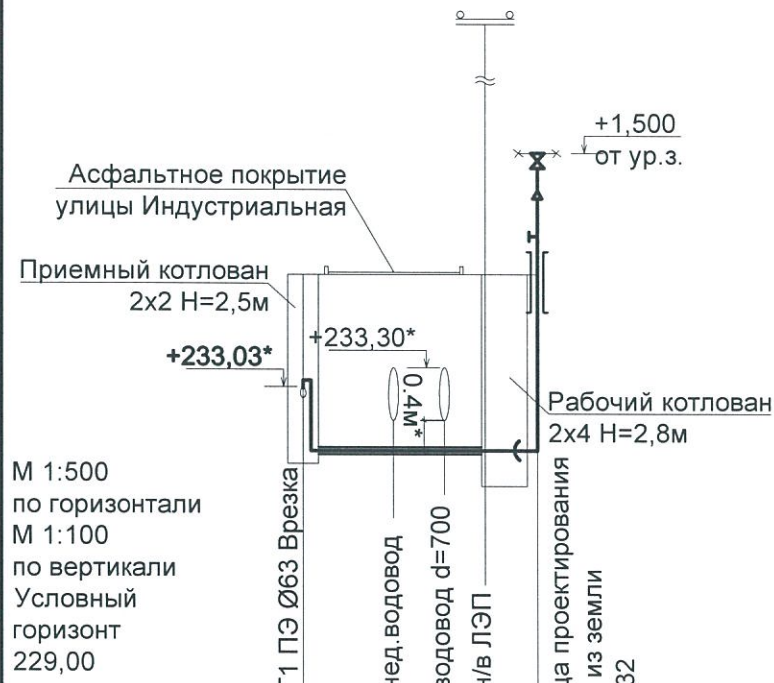 +1,500
от ур.з.
Асфальтное покрытие
улицы Индустриальная
Приемный котлован
2х2 Н=2,5м
+233,30*
+233,03*
0.4м*
Рабочий котлован
2х4 Н=2,8м
М 1:500
по горизонтали
М 1:100
по вертикали
Условный
горизонт
229,00
ПЭ Ø63 Врезка
водовод
водовод d=700
ЛЭП
проектирования
из земли
32